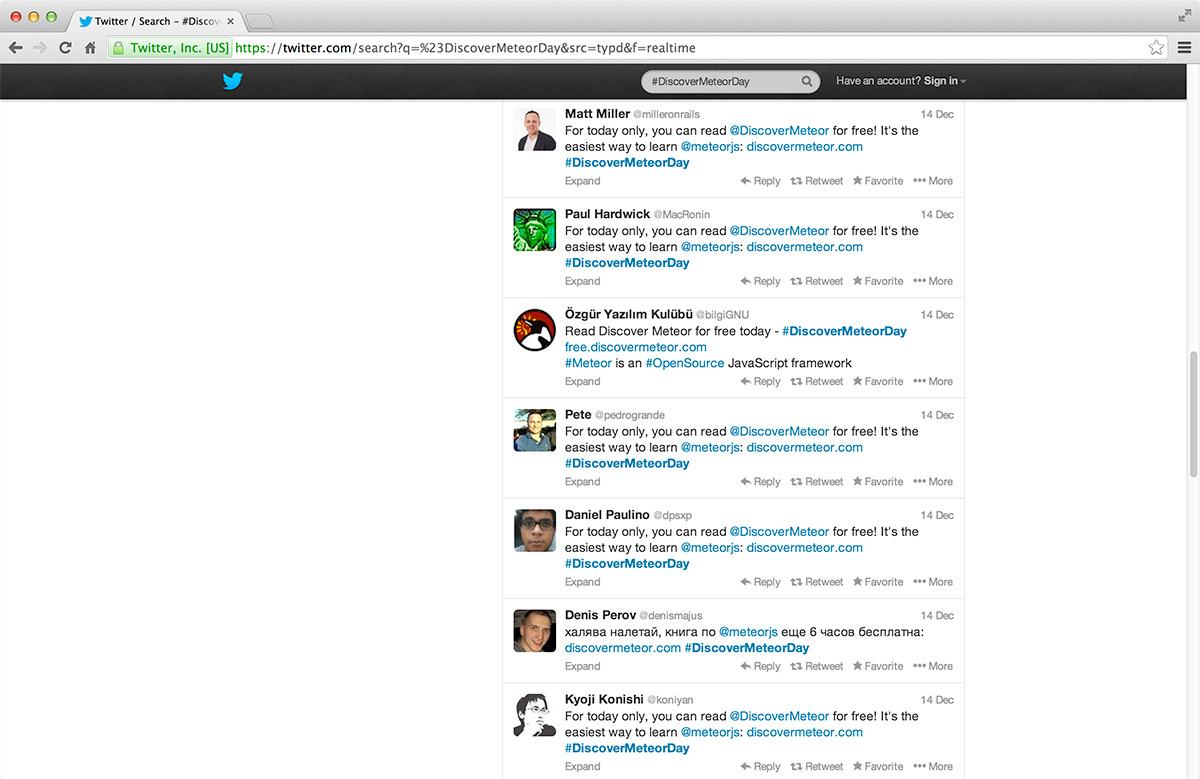 Twitter / Search - #Discov
Twitter, Inc. [US] https://twitter.com/search?q=%23DiscoverMeteorDay&src=typd&f=realtime
#DiscoverMeteorDay Have an account? Sign in
Matt Miller @milleronrails 14 Dec
For today only, you can read @DiscoverMeteor for free! It's the
easiest way to learn @meteorjs: discovermeteor.com
#DiscoverMeteorDay
Expand Reply Retweet Favorite More
Paul Hardwick @MacRonin 14 Dec
For today only, you can read @DiscoverMeteor for free! It's the
easiest way to learn @meteorjs: discovermeteor.com
#DiscoverMeteorDay
Expand Reply Retweet Favorite More
Özgür Yazılım Kulübü @bilgiGNU 14 Dec
Read Discover Meteor for free today - #DiscoverMeteorDay
free.discovermeteor.com
#Meteor is an #OpenSource JavaScript framework
Expand Reply Retweet Favorite More
Pete @pedrogrande 14 Dec
For today only, you can read @DiscoverMeteor for free! It's the
easiest way to learn @meteorjs: discovermeteor.com
#DiscoverMeteorDay
Expand Reply Retweet Favorite More
Daniel Paulino @dpsxp 14 Dec
For today only, you can read @DiscoverMeteor for free! It's the
easiest way to learn @meteorjs: discovermeteor.com
#DiscoverMeteorDay
Expand Reply Retweet Favorite More
Denis Perov @denismajus 14 Dec
халява налетай, книга по @meteorjs еще 6 часов бесплатна:
discovermeteor.com #DiscoverMeteorDay
Expand Reply Retweet Favorite More
Kyoji Konishi @koniyan 14 Dec
For today only, you can read @DiscoverMeteor for free! It's the
easiest way to learn @meteorjs: discovermeteor.com
#DiscoverMeteorDay
Expand Reply Retweet Favorite More